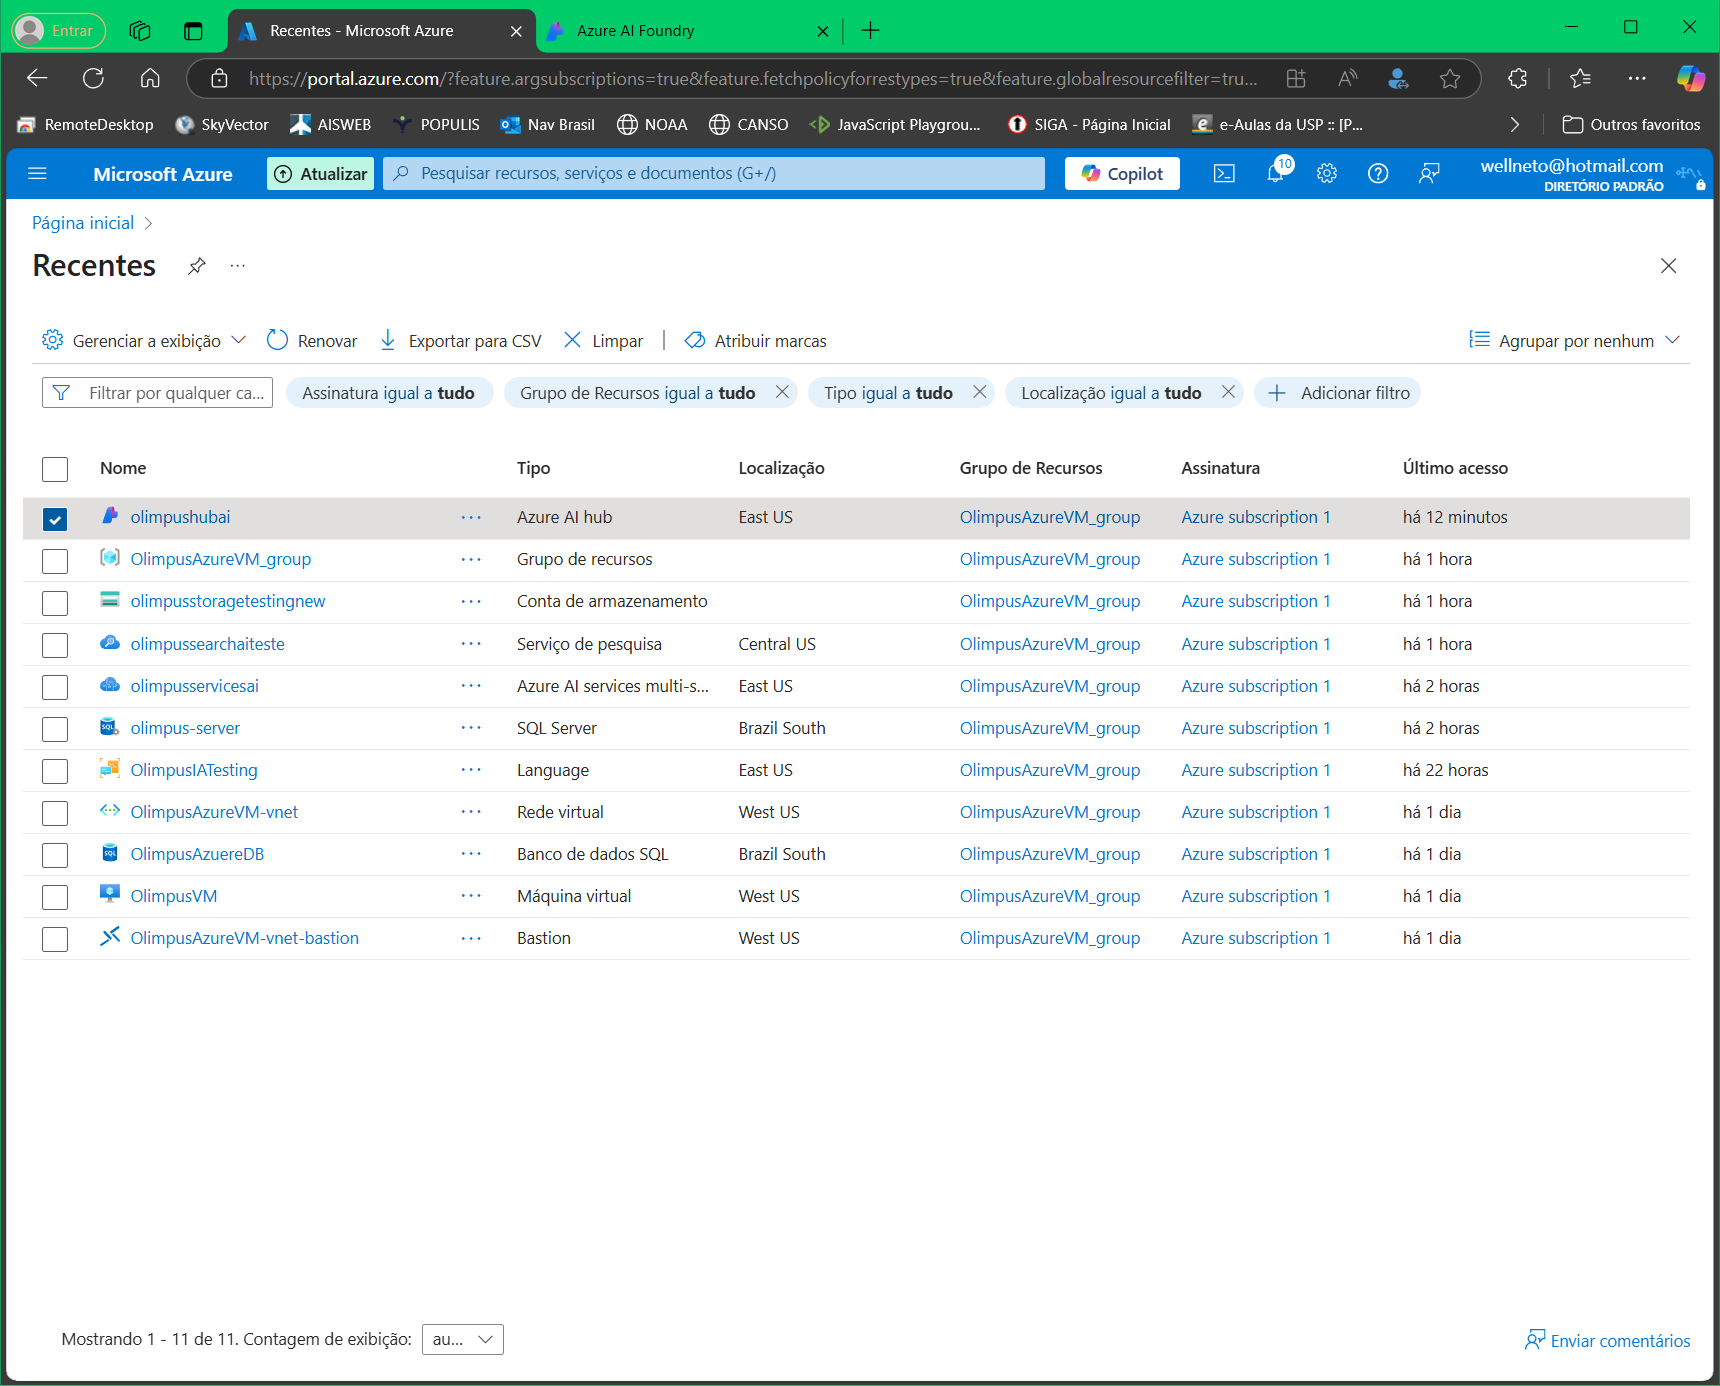 Entrar
Recentes - Microsoft Azure
Azure AI Foundry
https://portal.azure.com/?feature.argsubscriptions=true&feature.fetchpolicyforrestypes=true&feature.globalresourcefilter=tru...
RemoteDesktop SkyVector AISWEB POPULIS Nav Brasil NOAA CANSO JavaScript Playgrou... SIGA - Página Inicial e-Aulas da USP :: [P... Outros favoritos
Microsoft Azure Atualizar Pesquisar recursos, serviços e documentos (G+/) Copilot 10 wellneto@hotmail.com
DIRETÓRIO PADRÃO
Página inicial
Recentes
Gerenciar a exibição Renovar Exportar para CSV Limpar Atribuir marcas Agrupar por nenhum
Filtrar por qualquer ca... Assinatura igual a tudo Grupo de Recursos igual a tudo Tipo igual a tudo Localização igual a tudo Adicionar filtro
Nome Tipo Localização Grupo de Recursos Assinatura Último acesso
olimpushubai ... Azure AI hub East US OlimpusAzureVM_group Azure subscription 1 há 12 minutos
OlimpusAzureVM_group ... Grupo de recursos OlimpusAzureVM_group Azure subscription 1 há 1 hora
olimpusstoragetestingnew ... Conta de armazenamento OlimpusAzureVM_group Azure subscription 1 há 1 hora
olimpussearchaiteste ... Serviço de pesquisa Central US OlimpusAzureVM_group Azure subscription 1 há 1 hora
olimpusservicesai ... Azure AI services multi-s... East US OlimpusAzureVM_group Azure subscription 1 há 2 horas
olimpus-server ... SQL Server Brazil South OlimpusAzureVM_group Azure subscription 1 há 2 horas
OlimpusIATesting ... Language East US OlimpusAzureVM_group Azure subscription 1 há 22 horas
OlimpusAzureVM-vnet ... Rede virtual West US OlimpusAzureVM_group Azure subscription 1 há 1 dia
OlimpusAzuereDB ... Banco de dados SQL Brazil South OlimpusAzureVM_group Azure subscription 1 há 1 dia
OlimpusVM ... Máquina virtual West US OlimpusAzureVM_group Azure subscription 1 há 1 dia
OlimpusAzureVM-vnet-bastion ... Bastion West US OlimpusAzureVM_group Azure subscription 1 há 1 dia
Mostrando 1 - 11 de 11. Contagem de exibição: au... Enviar comentários